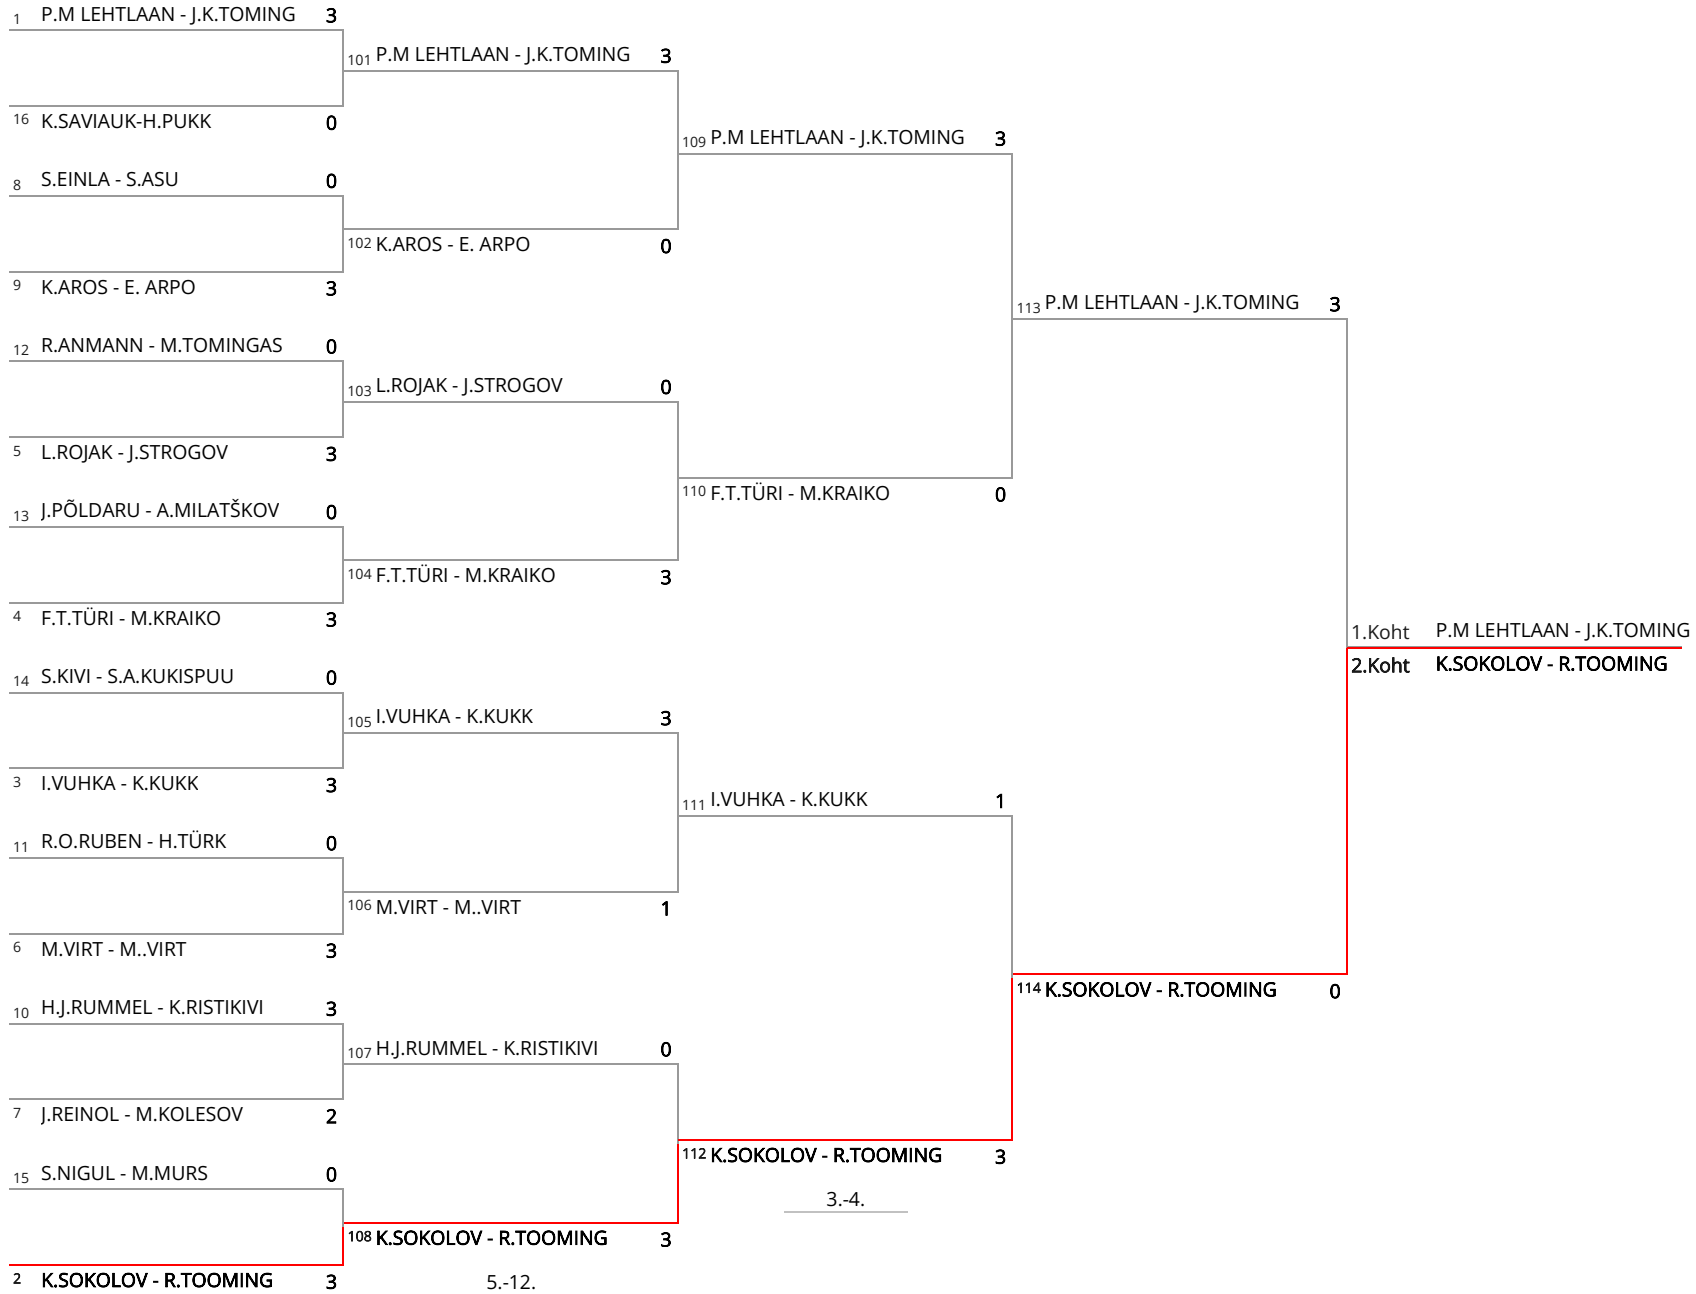 1 P.M LEHTLAAN - J.K.TOMING 3
16 K.SAVIAUK-H.PUKK 0
8 S.EINLA - S.ASU 0
9 K.AROS - E. ARPO 3
12 R.ANMANN - M.TOMINGAS 0
5 L.ROJAK - J.STROGOV 3
13 J.PÕLDARU - A.MILATŠKOV 0
4 F.T.TÜRI - M.KRAIKO 3
14 S.KIVI - S.A.KUKISPUU 0
3 I.VUHKA - K.KUKK 3
11 R.O.RUBEN - H.TÜRK 0
6 M.VIRT - M..VIRT 3
10 H.J.RUMMEL - K.RISTIKIVI 3
7 J.REINOL - M.KOLESOV 2
15 S.NIGUL - M.MURS 0
2 K.SOKOLOV - R.TOOMING 3
101 P.M LEHTLAAN - J.K.TOMING 3
102 K.AROS - E. ARPO 0
103 L.ROJAK - J.STROGOV 0
104 F.T.TÜRI - M.KRAIKO 3
105 I.VUHKA - K.KUKK 3
106 M.VIRT - M..VIRT 1
107 H.J.RUMMEL - K.RISTIKIVI 0
108 K.SOKOLOV - R.TOOMING 3
5.-12.
109 P.M LEHTLAAN - J.K.TOMING 3
110 F.T.TÜRI - M.KRAIKO 0
111 I.VUHKA - K.KUKK 1
112 K.SOKOLOV - R.TOOMING 3
3.-4.
113 P.M LEHTLAAN - J.K.TOMING 3
114 K.SOKOLOV - R.TOOMING 0
1.Koht P.M LEHTLAAN - J.K.TOMING
2.Koht K.SOKOLOV - R.TOOMING